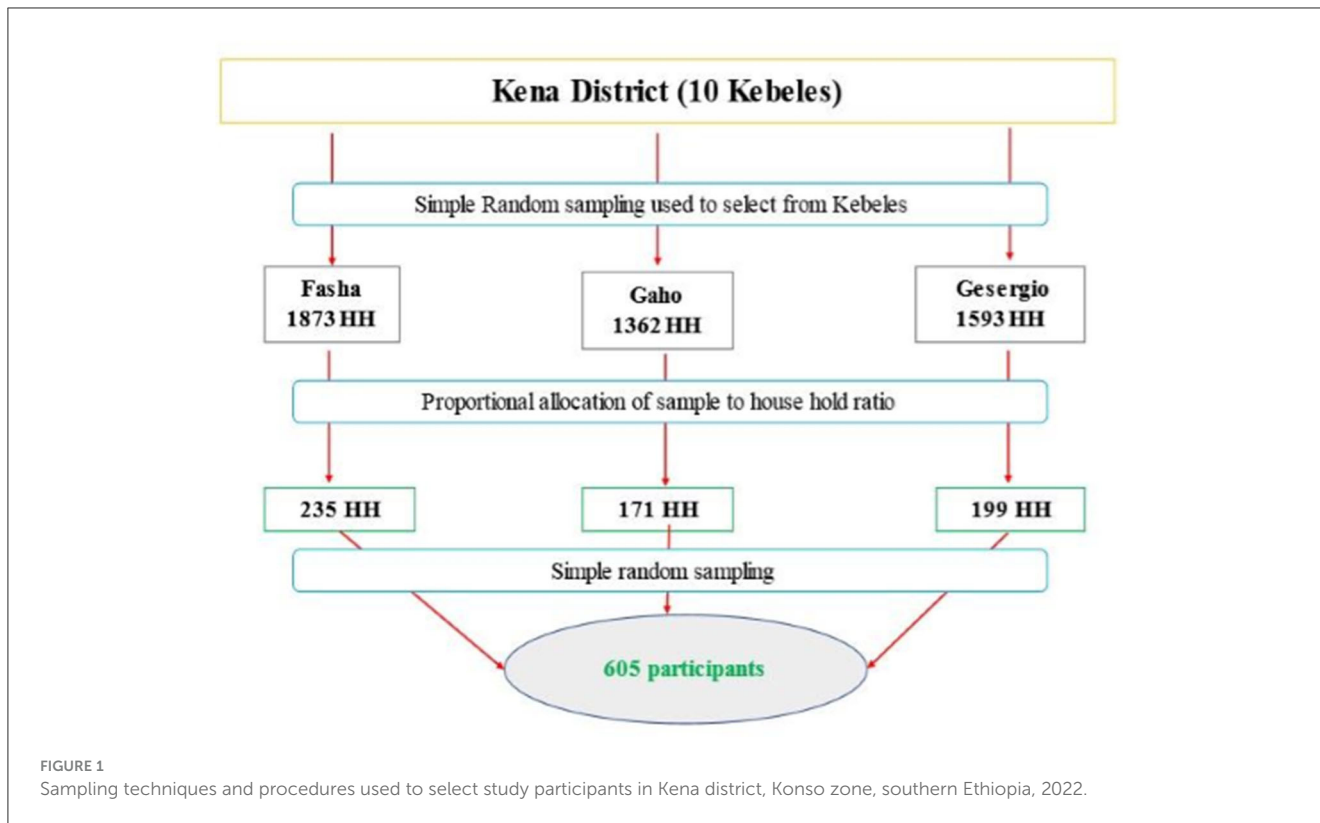 Kena District (10 Kebeles)
Simple Random sampling used to select from Kebeles
Fasha
1873 HH
Gaho
1362 HH
Gesergio
1593 HH
Proportional allocation of sample to house hold ratio
235 HH
171 HH
199 HH
Simple random sampling
605 participants
FIGURE 1
Sampling techniques and procedures used to select study participants in Kena district, Konso zone, southern Ethiopia, 2022.